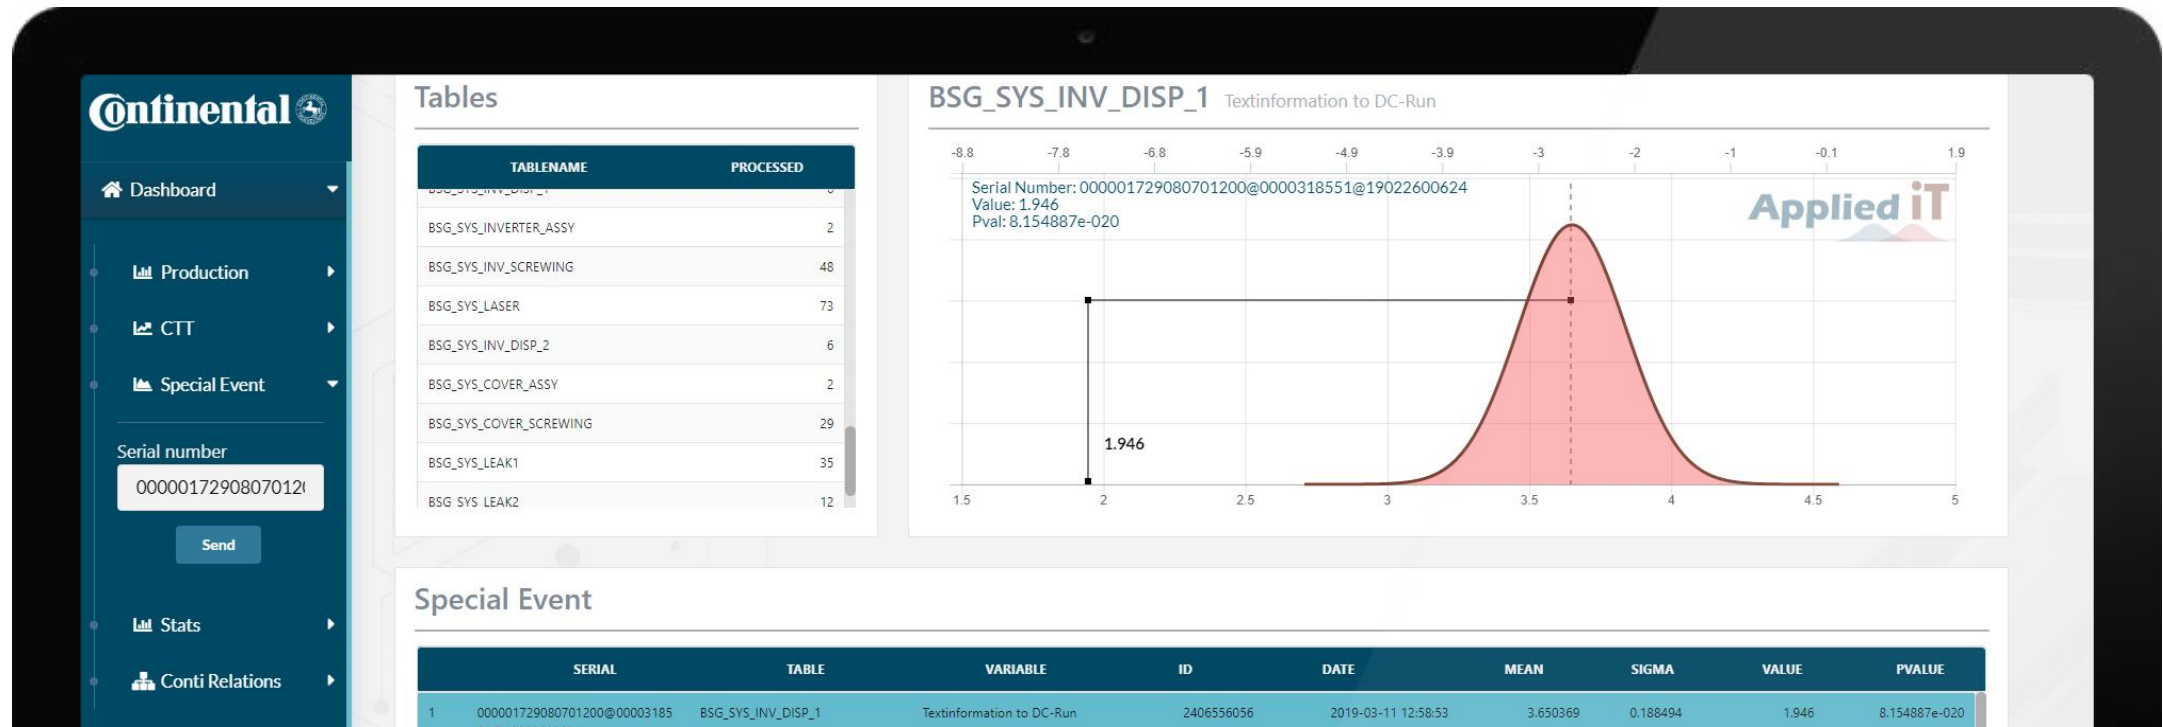 Continental
Dashboard
Production
CTT
Special Event
Serial number
00000172908070120
Send
Stats
Conti Relations
Tables
TABLENAME PROCESSED
BSG_SYS_INVERTER_ASSY 2
BSG_SYS_INV_SCREWING 48
BSG_SYS_LASER 73
BSG_SYS_INV_DISP_2 6
BSG_SYS_COVER_ASSY 2
BSG_SYS_COVER_SCREWING 29
BSG_SYS_LEAK1 35
BSG_SYS_LEAK2 12
BSG_SYS_INV_DISP_1 Textinformation to DC-Run
-8.8 -7.8 -6.8 -5.9 -4.9 -3.9 -3 -2 -1 -0.1 1.9
Serial Number: 000001729080701200@0000318551@19022600624
Value: 1.946
Pval: 8.154887e-020
Applied iT
1.946
1.5 2 2.5 3 3.5 4 4.5 5
Special Event
SERIAL TABLE VARIABLE ID DATE MEAN SIGMA VALUE PVALUE
1 000001729080701200@00003185 BSG_SYS_INV_DISP_1 Textinformation to DC-Run 2406556056 2019-03-11 12:58:53 3.650369 0.188494 1.946 8.154887e-020